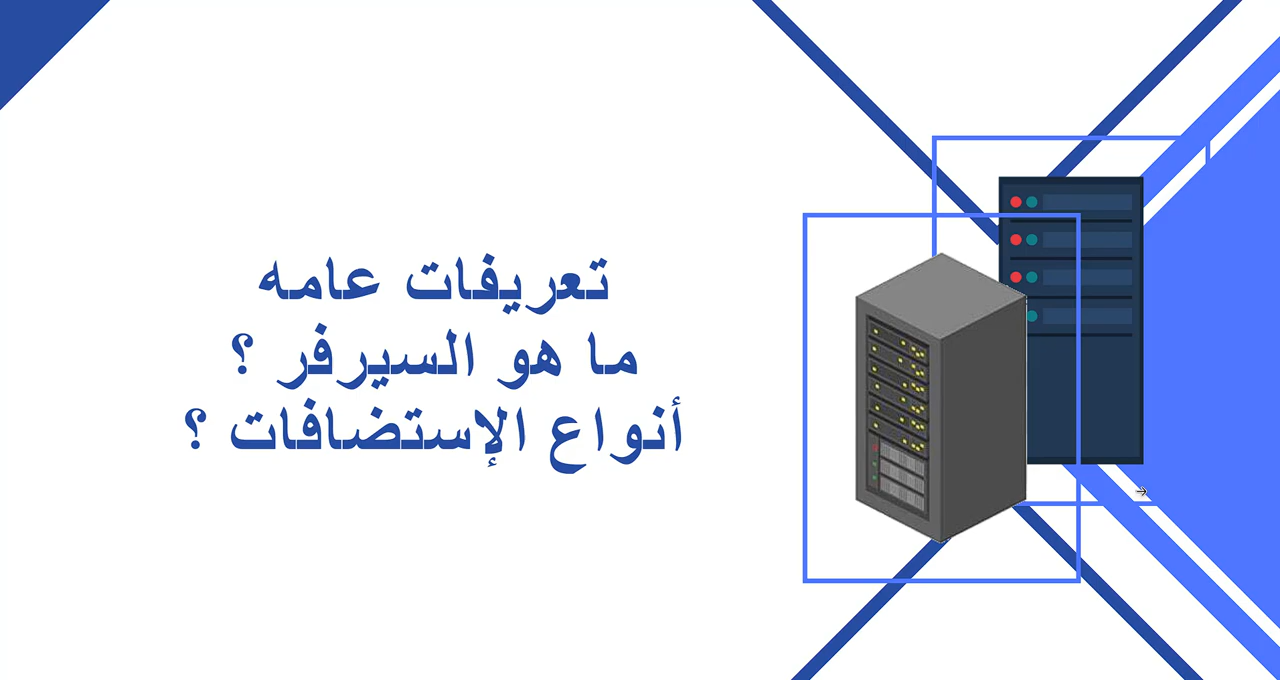 تعريفات عامه
ما هو السيرفر ؟
أنواع الإستضافات ؟